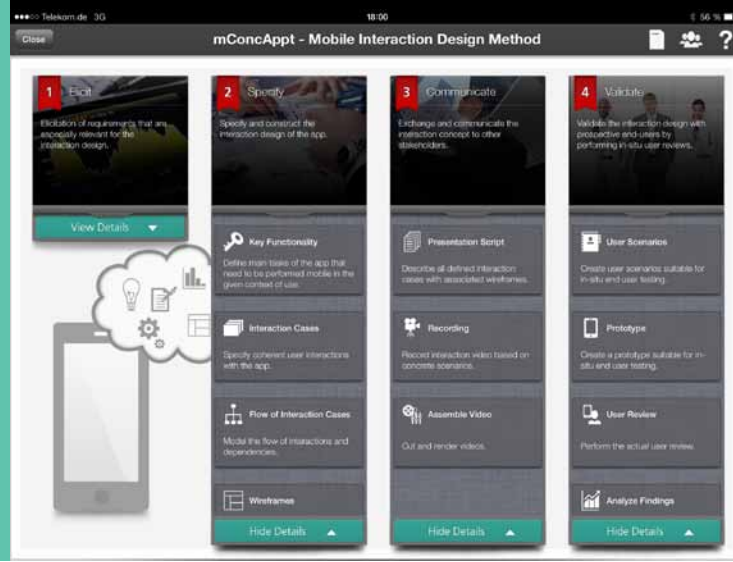 Telekom.de 3G
18:00
56 %
Close
mConcAppt - Mobile Interaction Design Method
?
1
Elicit
Elicitation of requirements that are
especially relevant for the
interaction design.
View Details
2
Specify
Specify and construct the
interaction design of the app.
Key Functionality
Define main tasks of the app that
need to be performed mobile in the
given context of use.
Interaction Cases
Specify coherent user interactions
with the app.
Flow of Interaction Cases
Model the flow of interactions and
dependencies.
Wireframes
Hide Details
3
Communicate
Exchange and communicate the
interaction concept to other
stakeholders.
Presentation Script
Describe all defined interaction
cases with associated wireframes.
Recording
Record interaction video based on
concrete scenarios.
Assemble Video
Cut and render videos.
Hide Details
4
Validate
Validate the interaction design with
prospective end-users by
performing in-situ user reviews.
User Scenarios
Create user scenarios suitable for
in-situ end user testing.
Prototype
Create a prototype suitable for in-
situ end user testing.
User Review
Perform the actual user review.
Analyze Findings
Hide Details